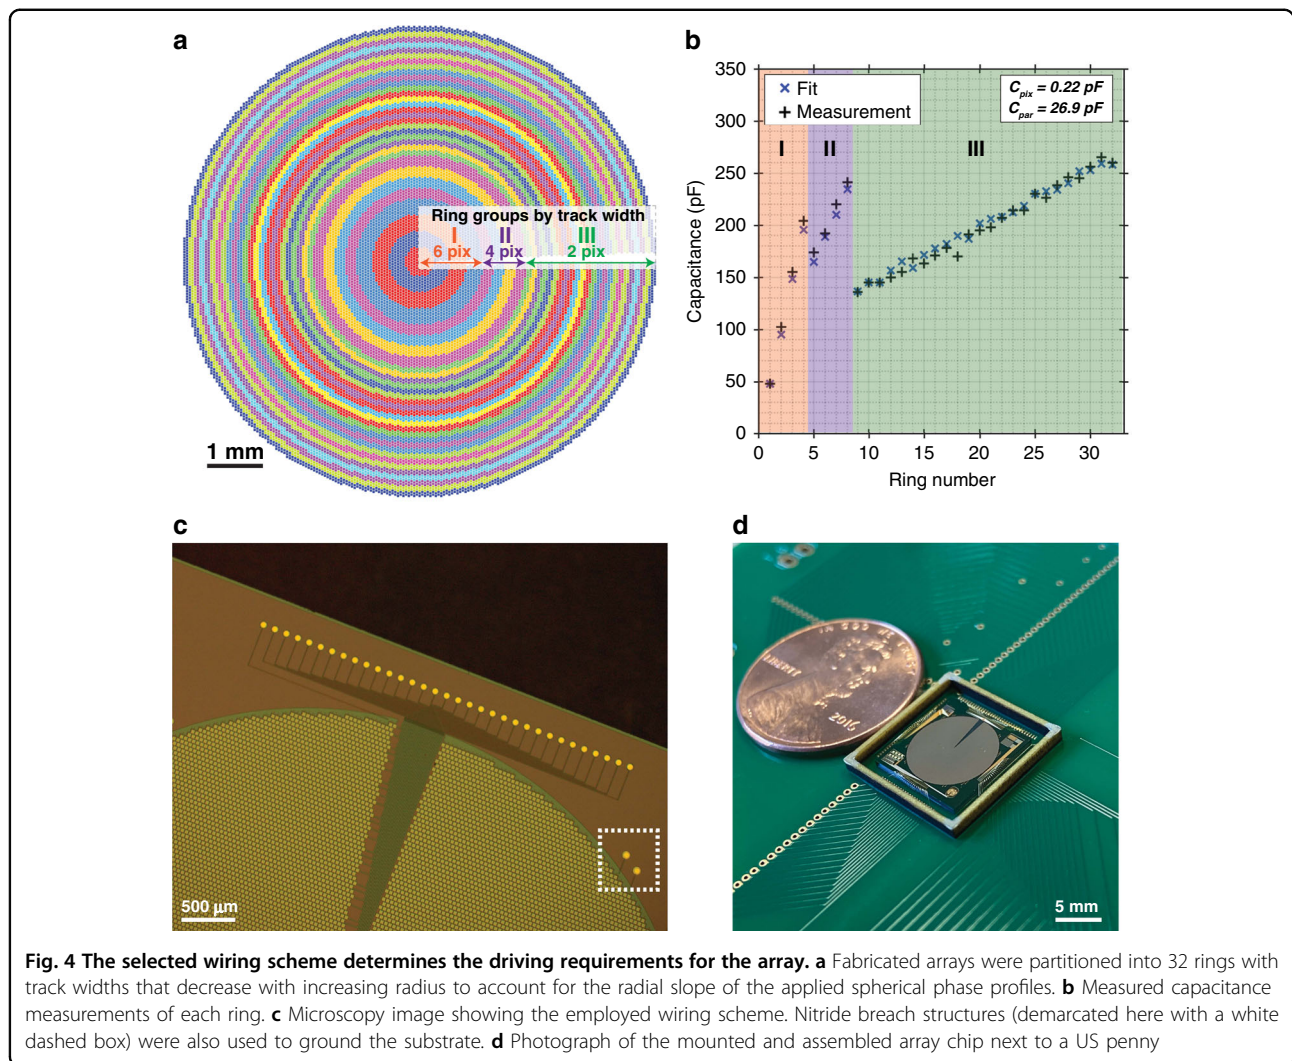 a
Ring groups by track width
I II III
6 pix 4 pix 2 pix
1 mm
b
350
300
250
200
150
100
50
0
Capacitance (pF)
× Fit
+ Measurement
C_pix = 0.22 pF
C_par = 26.9 pF
I II III
0 5 10 15 20 25 30
Ring number
c
500 µm
d
LIBERTY
2016
5 mm
Fig. 4 The selected wiring scheme determines the driving requirements for the array. a Fabricated arrays were partitioned into 32 rings with
track widths that decrease with increasing radius to account for the radial slope of the applied spherical phase profiles. b Measured capacitance
measurements of each ring. c Microscopy image showing the employed wiring scheme. Nitride breach structures (demarcated here with a white
dashed box) were also used to ground the substrate. d Photograph of the mounted and assembled array chip next to a US penny